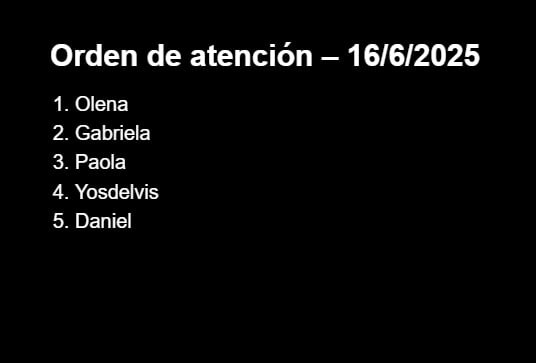 Orden de atención – 16/6/2025
1. Olena
2. Gabriela
3. Paola
4. Yosdelvis
5. Daniel